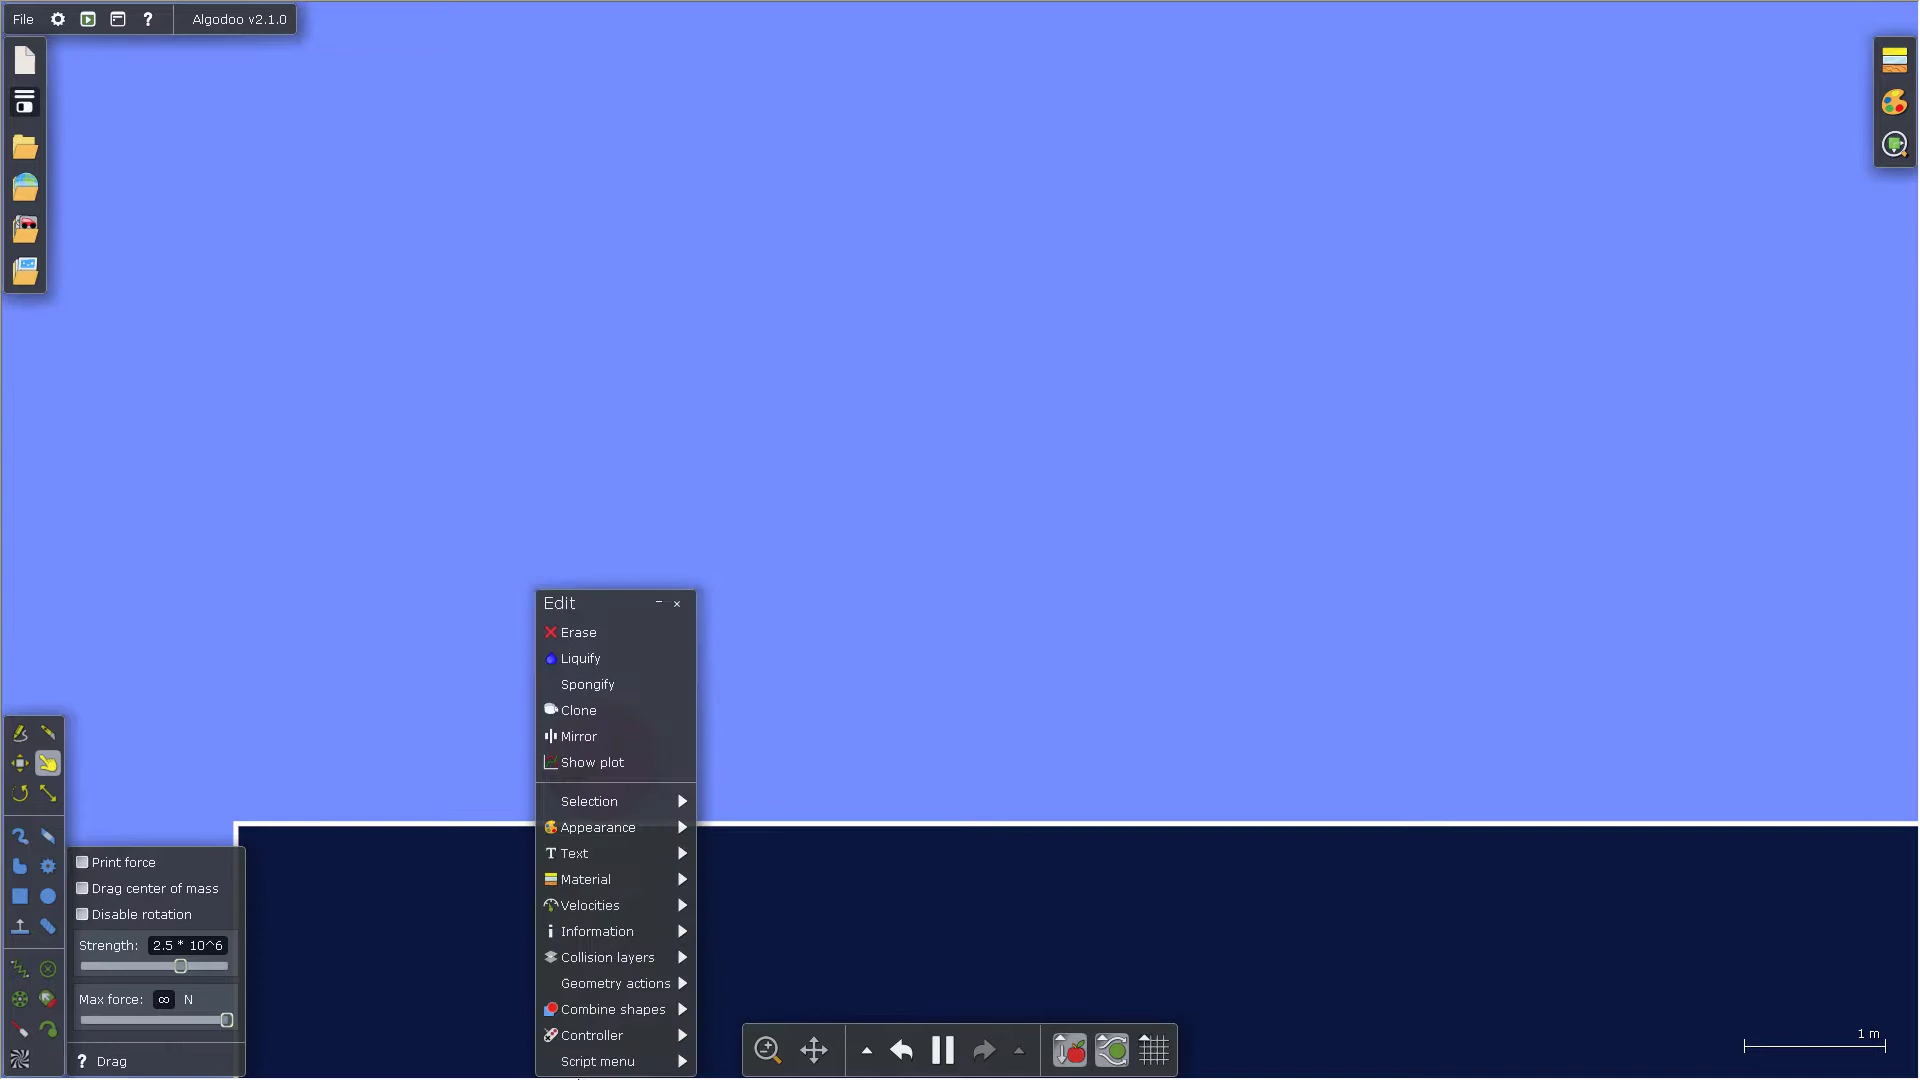 File ? Algodoo v2.1.0
Edit – ×
Erase
Liquify
Spongify
Clone
Mirror
Show plot
Selection
Appearance
T Text
Material
Velocities
i Information
Collision layers
Geometry actions
Combine shapes
Controller
Script menu
Print force
Drag center of mass
Disable rotation
Strength: 2.5 * 10^6
Max force: ∞ N
? Drag
1 m